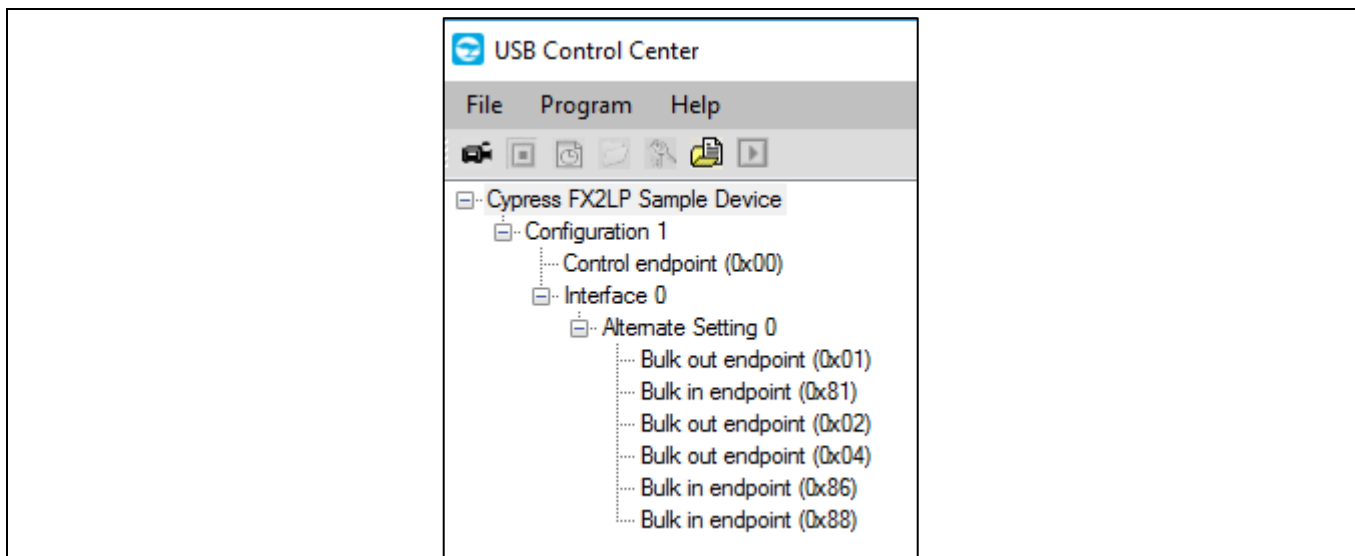 USB Control Center
File Program Help
Cypress FX2LP Sample Device
Configuration 1
Control endpoint (0x00)
Interface 0
Alternate Setting 0
Bulk out endpoint (0x01)
Bulk in endpoint (0x81)
Bulk out endpoint (0x02)
Bulk out endpoint (0x04)
Bulk in endpoint (0x86)
Bulk in endpoint (0x88)